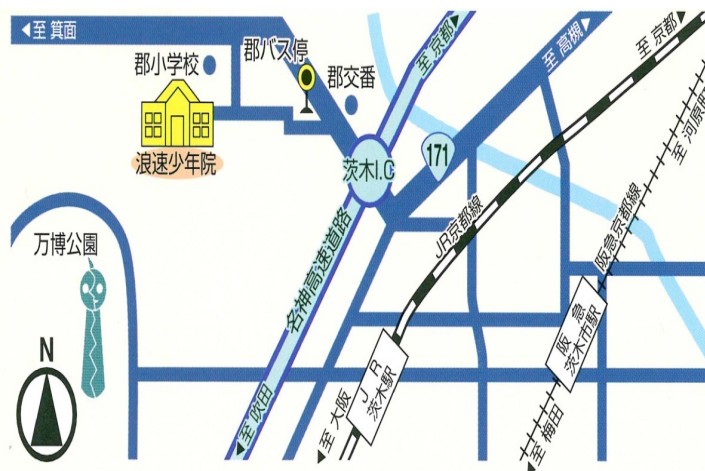 ◀至 箕面
郡バス停
郡小学校
郡交番
浪速少年院
至 京都▶
至 高槻▶
至 京都▶
至 河原町
茨木I.C
171
JR京都線
阪急京都線
名神高速道路
万博公園
N
阪急
茨木市駅
JR
茨木駅
◀至 吹田
◀至 大阪
◀至 梅田